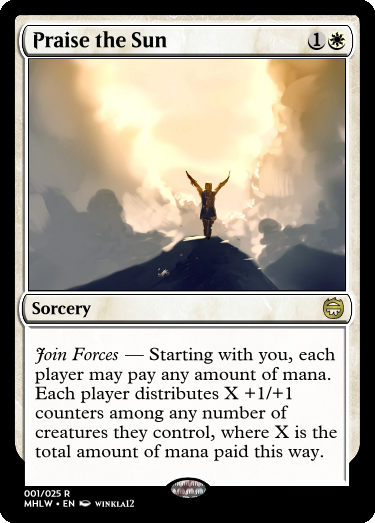 Praise the Sun 1
Sorcery
Join Forces — Starting with you, each
player may pay any amount of mana.
Each player distributes X +1/+1
counters among any number of
creatures they control, where X is the
total amount of mana paid this way.
001/025 R
MHLW • EN winkla12